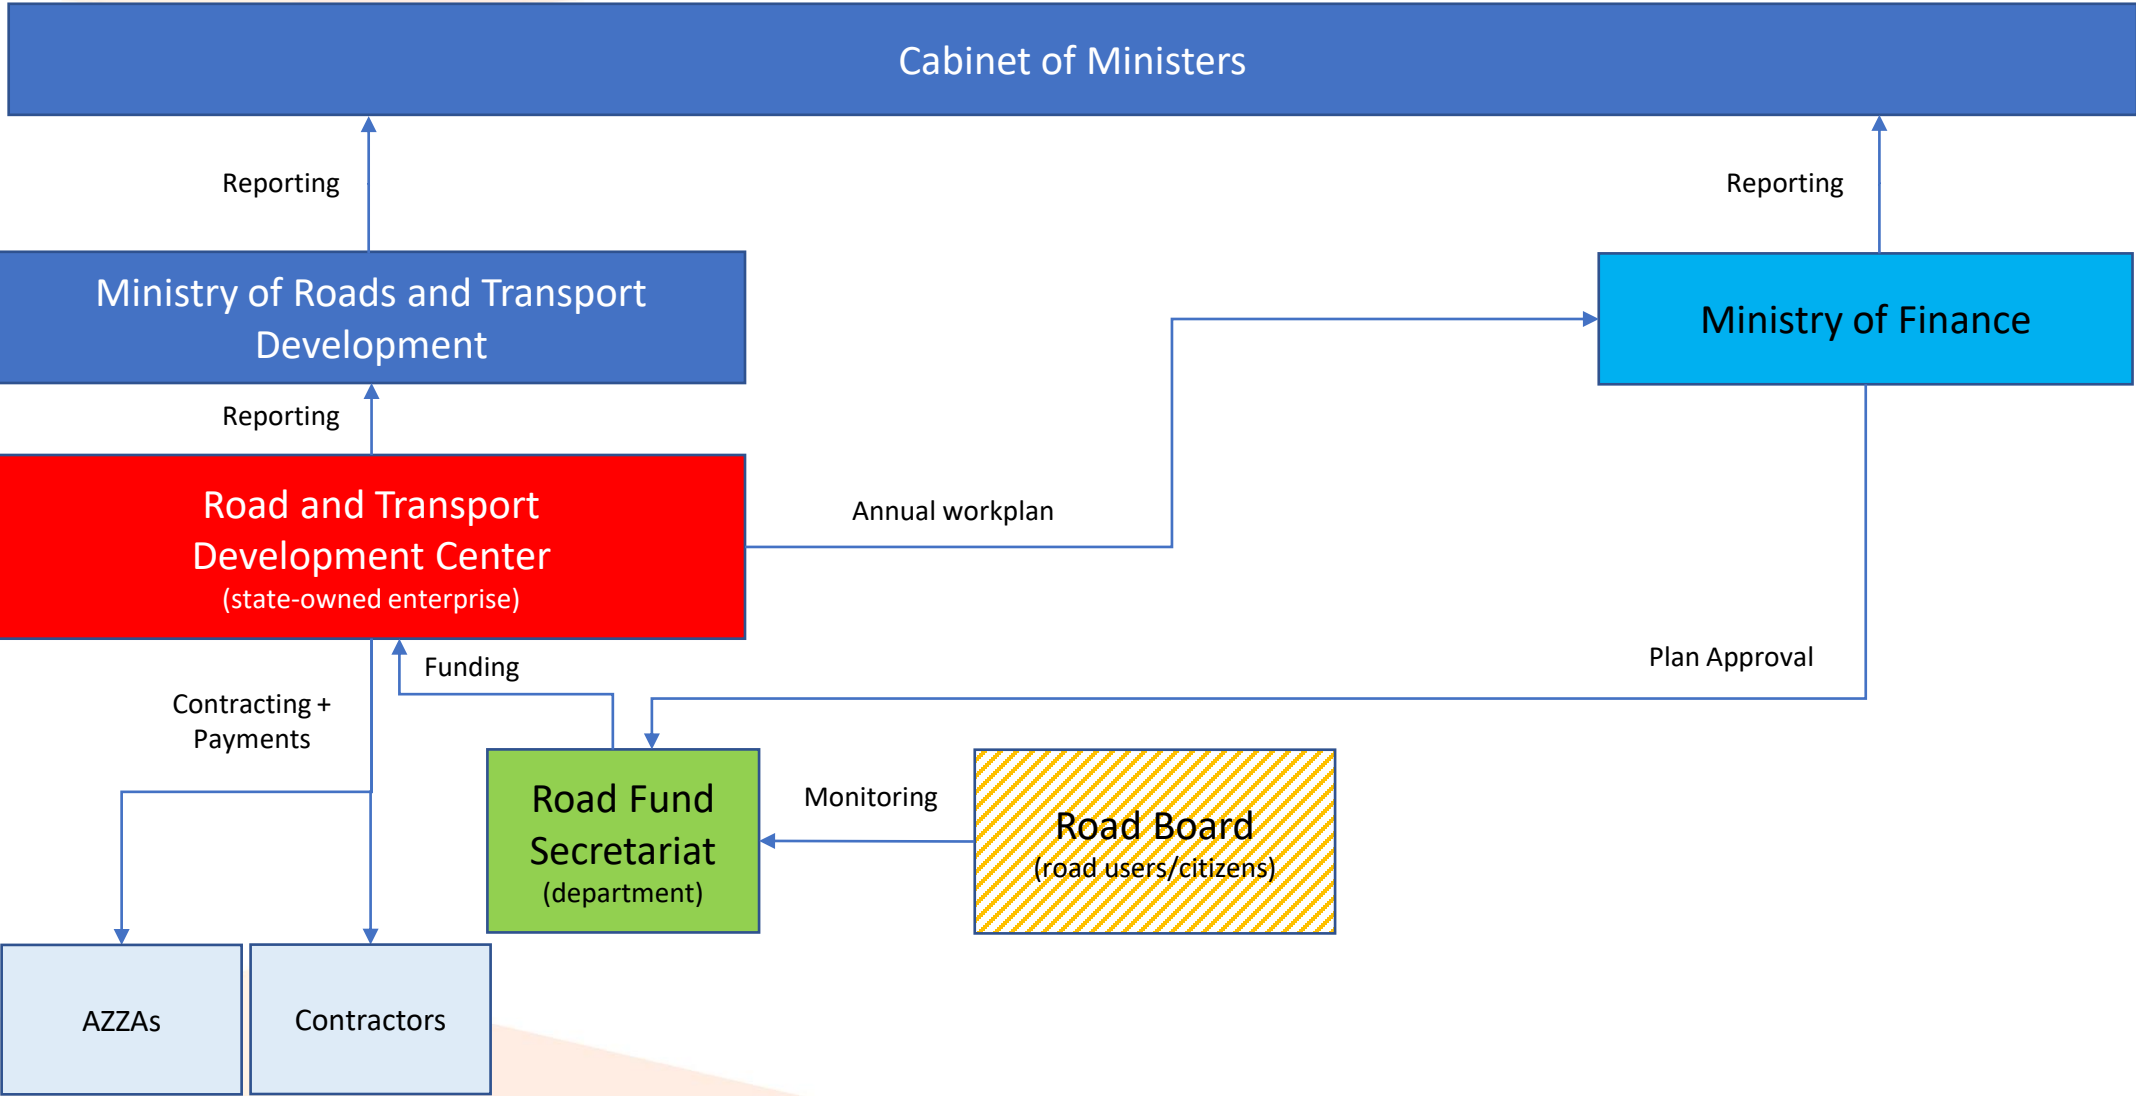 Cabinet of Ministers
Reporting
Reporting
Ministry of Roads and Transport
Development
Ministry of Finance
Reporting
Road and Transport
Development Center
(state-owned enterprise)
Annual workplan
Funding
Plan Approval
Contracting +
Payments
Road Fund
Secretariat
(department)
Monitoring
Road Board
(road users/citizens)
AZZAs
Contractors